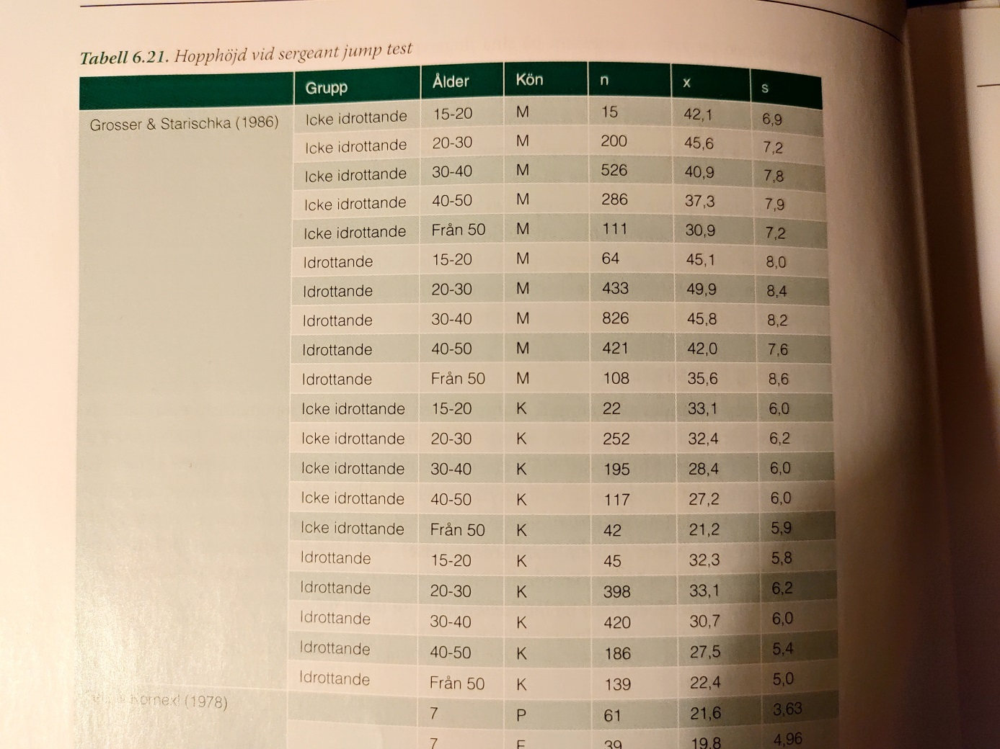 Tabell 6.21. Hopphöjd vid sergeant jump test
Grupp Ålder Kön n x s
Grosser & Starischka (1986) Icke idrottande 15-20 M 15 42,1 6,9
Icke idrottande 20-30 M 200 45,6 7,2
Icke idrottande 30-40 M 526 40,9 7,8
Icke idrottande 40-50 M 286 37,3 7,9
Icke idrottande Från 50 M 111 30,9 7,2
Idrottande 15-20 M 64 45,1 8,0
Idrottande 20-30 M 433 49,9 8,4
Idrottande 30-40 M 826 45,8 8,2
Idrottande 40-50 M 421 42,0 7,6
Idrottande Från 50 M 108 35,6 8,6
Icke idrottande 15-20 K 22 33,1 6,0
Icke idrottande 20-30 K 252 32,4 6,2
Icke idrottande 30-40 K 195 28,4 6,0
Icke idrottande 40-50 K 117 27,2 6,0
Icke idrottande Från 50 K 42 21,2 5,9
Idrottande 15-20 K 45 32,3 5,8
Idrottande 20-30 K 398 33,1 6,2
Idrottande 30-40 K 420 30,7 6,0
Idrottande 40-50 K 186 27,5 5,4
Idrottande Från 50 K 139 22,4 5,0
Kornexl (1978) 7 P 61 21,6 3,63
7 F 39 19,8 4,96